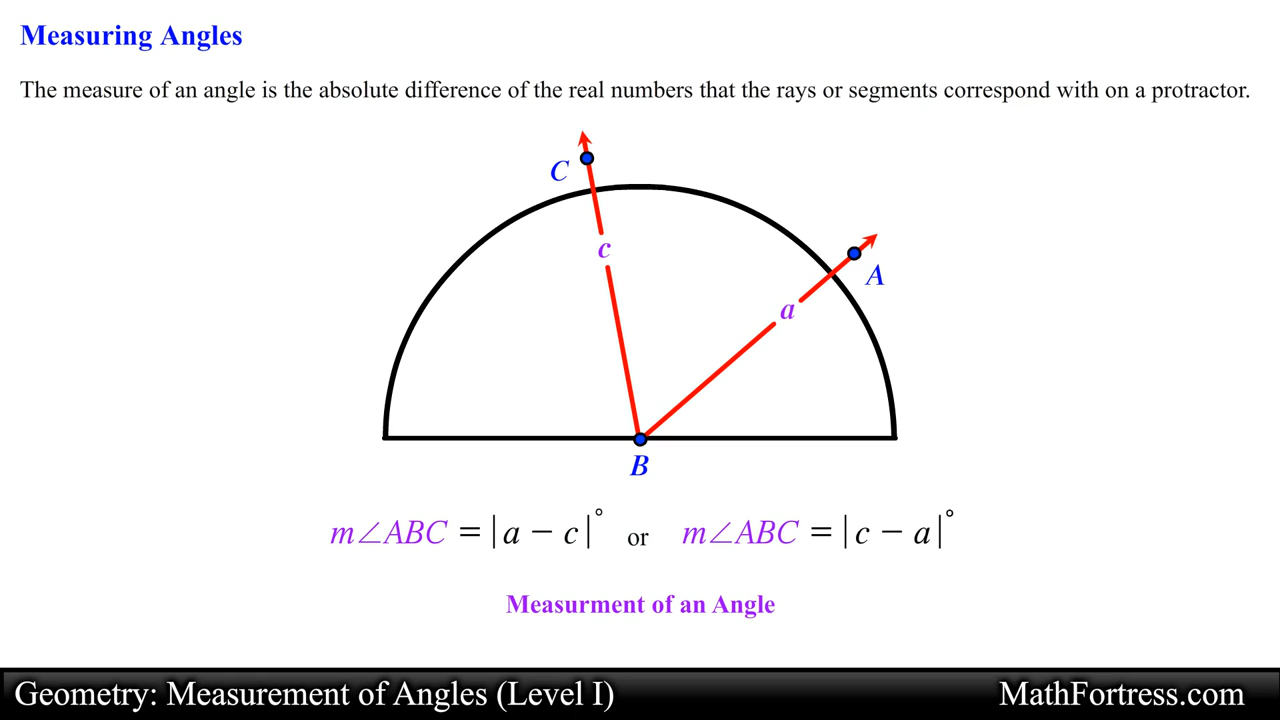 Measuring Angles
The measure of an angle is the absolute difference of the real numbers that the rays or segments correspond with on a protractor.
C
c
A
a
B
m∠ABC = |a − c|° or m∠ABC = |c − a|°
Measurment of an Angle
Geometry: Measurement of Angles (Level I) MathFortress.com